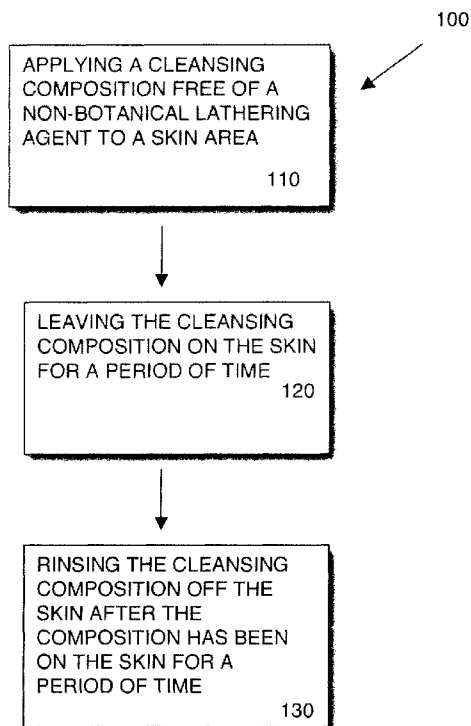 100
APPLYING A CLEANSING
COMPOSITION FREE OF A
NON-BOTANICAL LATHERING
AGENT TO A SKIN AREA
110
LEAVING THE CLEANSING
COMPOSITION ON THE SKIN
FOR A PERIOD OF TIME
120
RINSING THE CLEANSING
COMPOSITION OFF THE
SKIN AFTER THE
COMPOSITION HAS BEEN
ON THE SKIN FOR A
PERIOD OF TIME
130